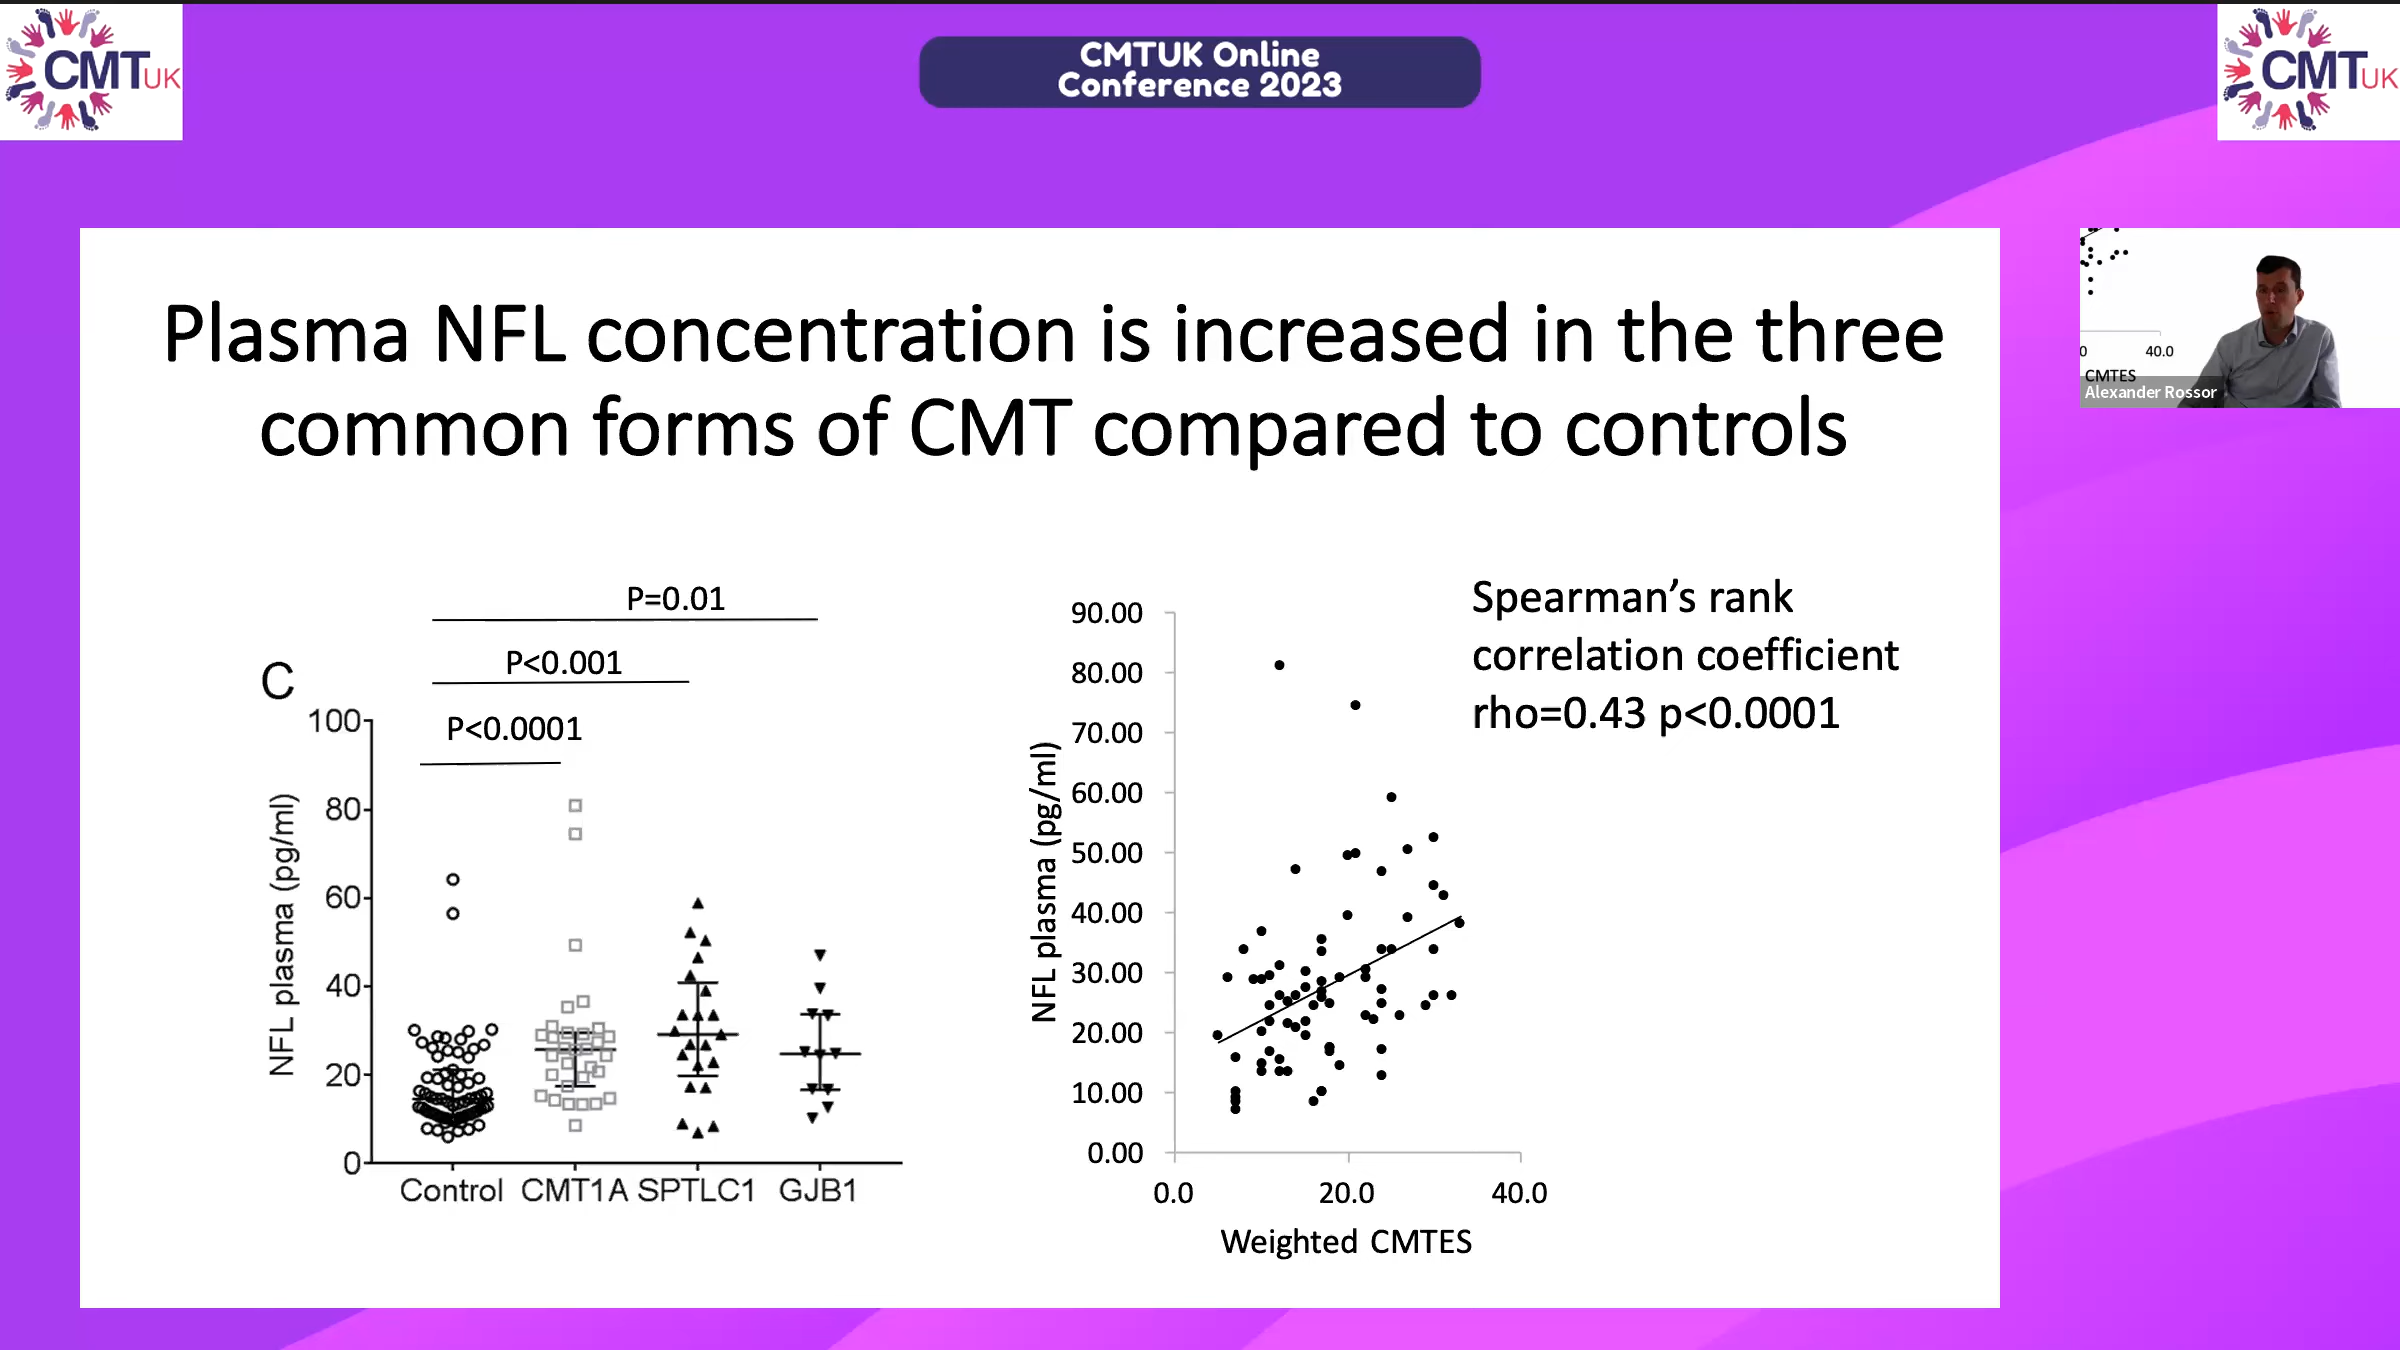 CMTUK
CMTUK Online
Conference 2023
CMTUK
Plasma NFL concentration is increased in the three
common forms of CMT compared to controls
P=0.01
P<0.001
P<0.0001
C
NFL plasma (pg/ml)
100
80
60
40
20
0
Control CMT1A SPTLC1 GJB1
NFL plasma (pg/ml)
90.00
80.00
70.00
60.00
50.00
40.00
30.00
20.00
10.00
0.00
0.0 20.0 40.0
Weighted CMTES
Spearman’s rank
correlation coefficient
rho=0.43 p<0.0001
0 40.0
CMTES
Alexander Rossor